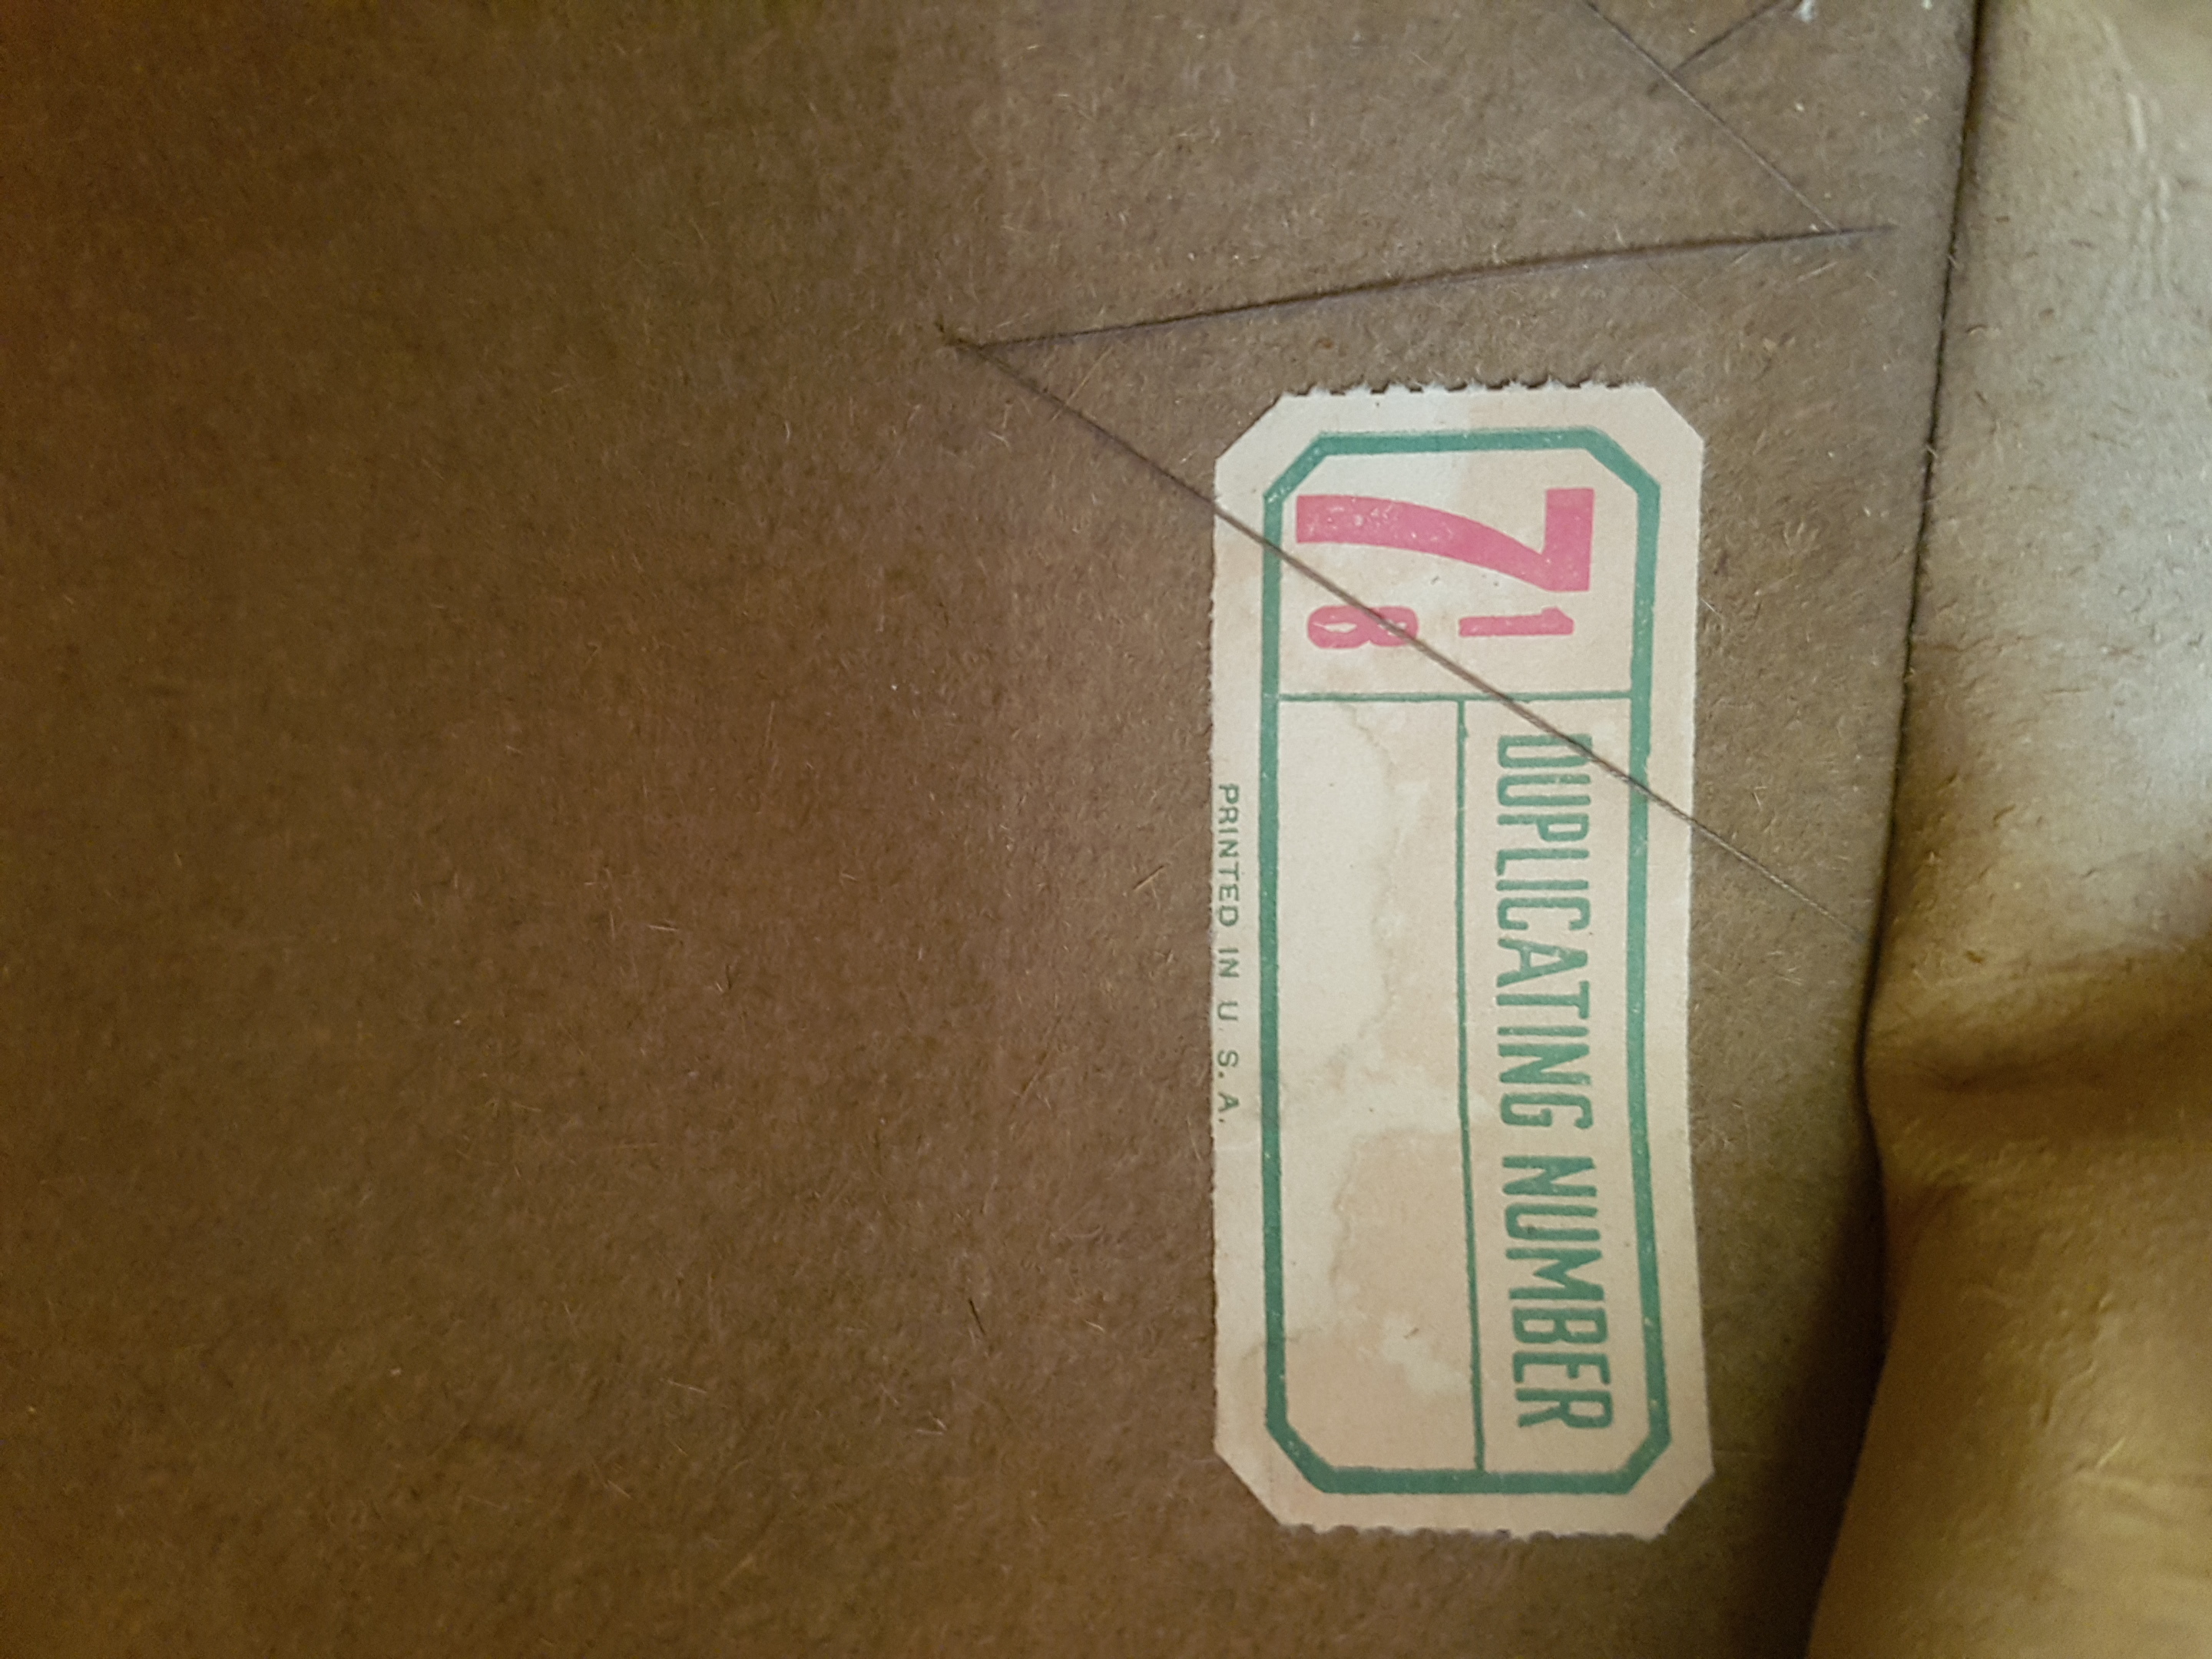 7 1/8
DUPLICATING NUMBER
PRINTED IN U. S. A.